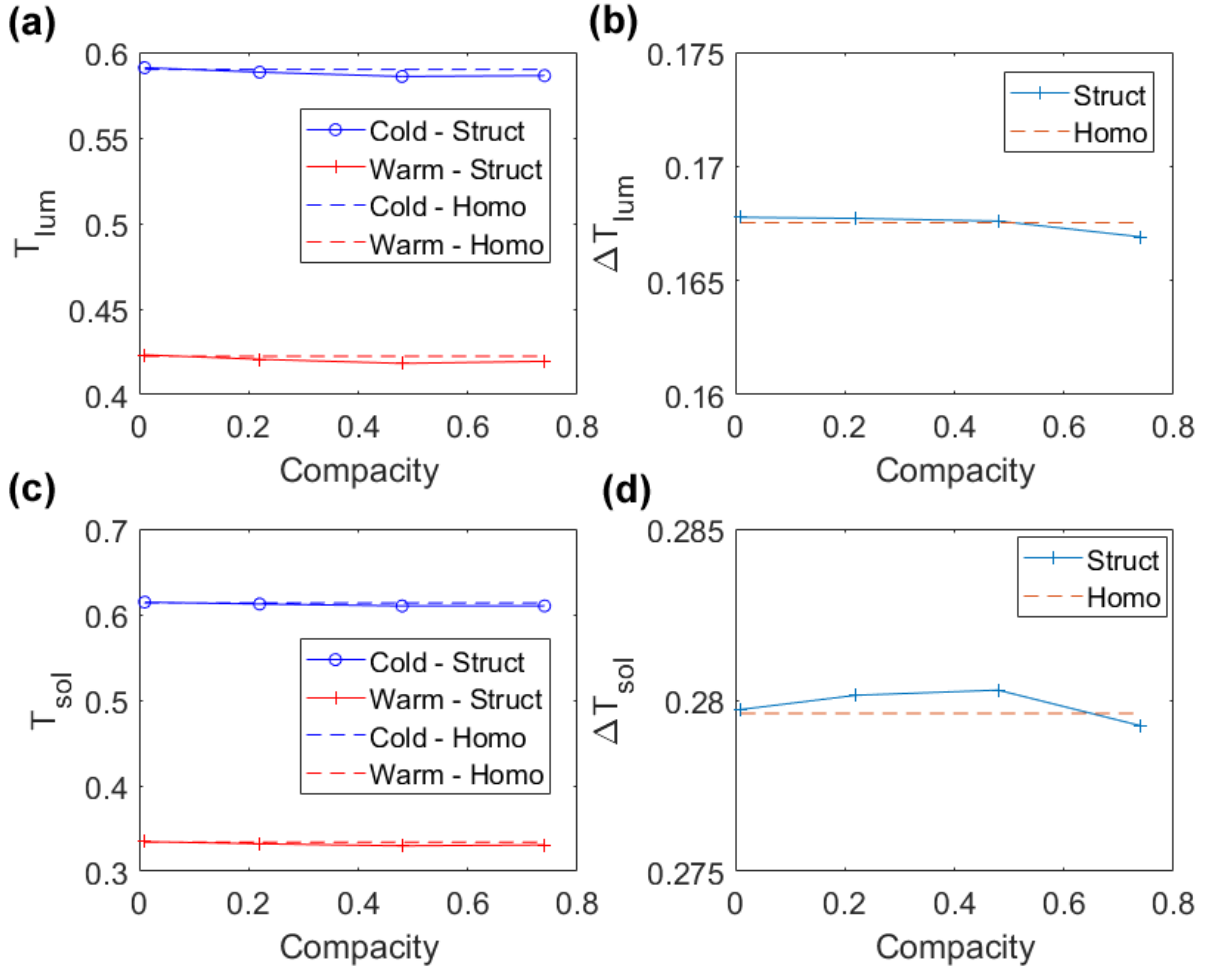 (a)
0.6
0.55
0.5
0.45
0.4
T_lum
0 0.2 0.4 0.6 0.8
Compacity
Cold - Struct
Warm - Struct
Cold - Homo
Warm - Homo
(b)
0.175
0.17
0.165
0.16
Δ T_lum
0 0.2 0.4 0.6 0.8
Compacity
Struct
Homo
(c)
0.7
0.6
0.5
0.4
0.3
T_sol
0 0.2 0.4 0.6 0.8
Compacity
Cold - Struct
Warm - Struct
Cold - Homo
Warm - Homo
(d)
0.285
0.28
0.275
Δ T_sol
0 0.2 0.4 0.6 0.8
Compacity
Struct
Homo